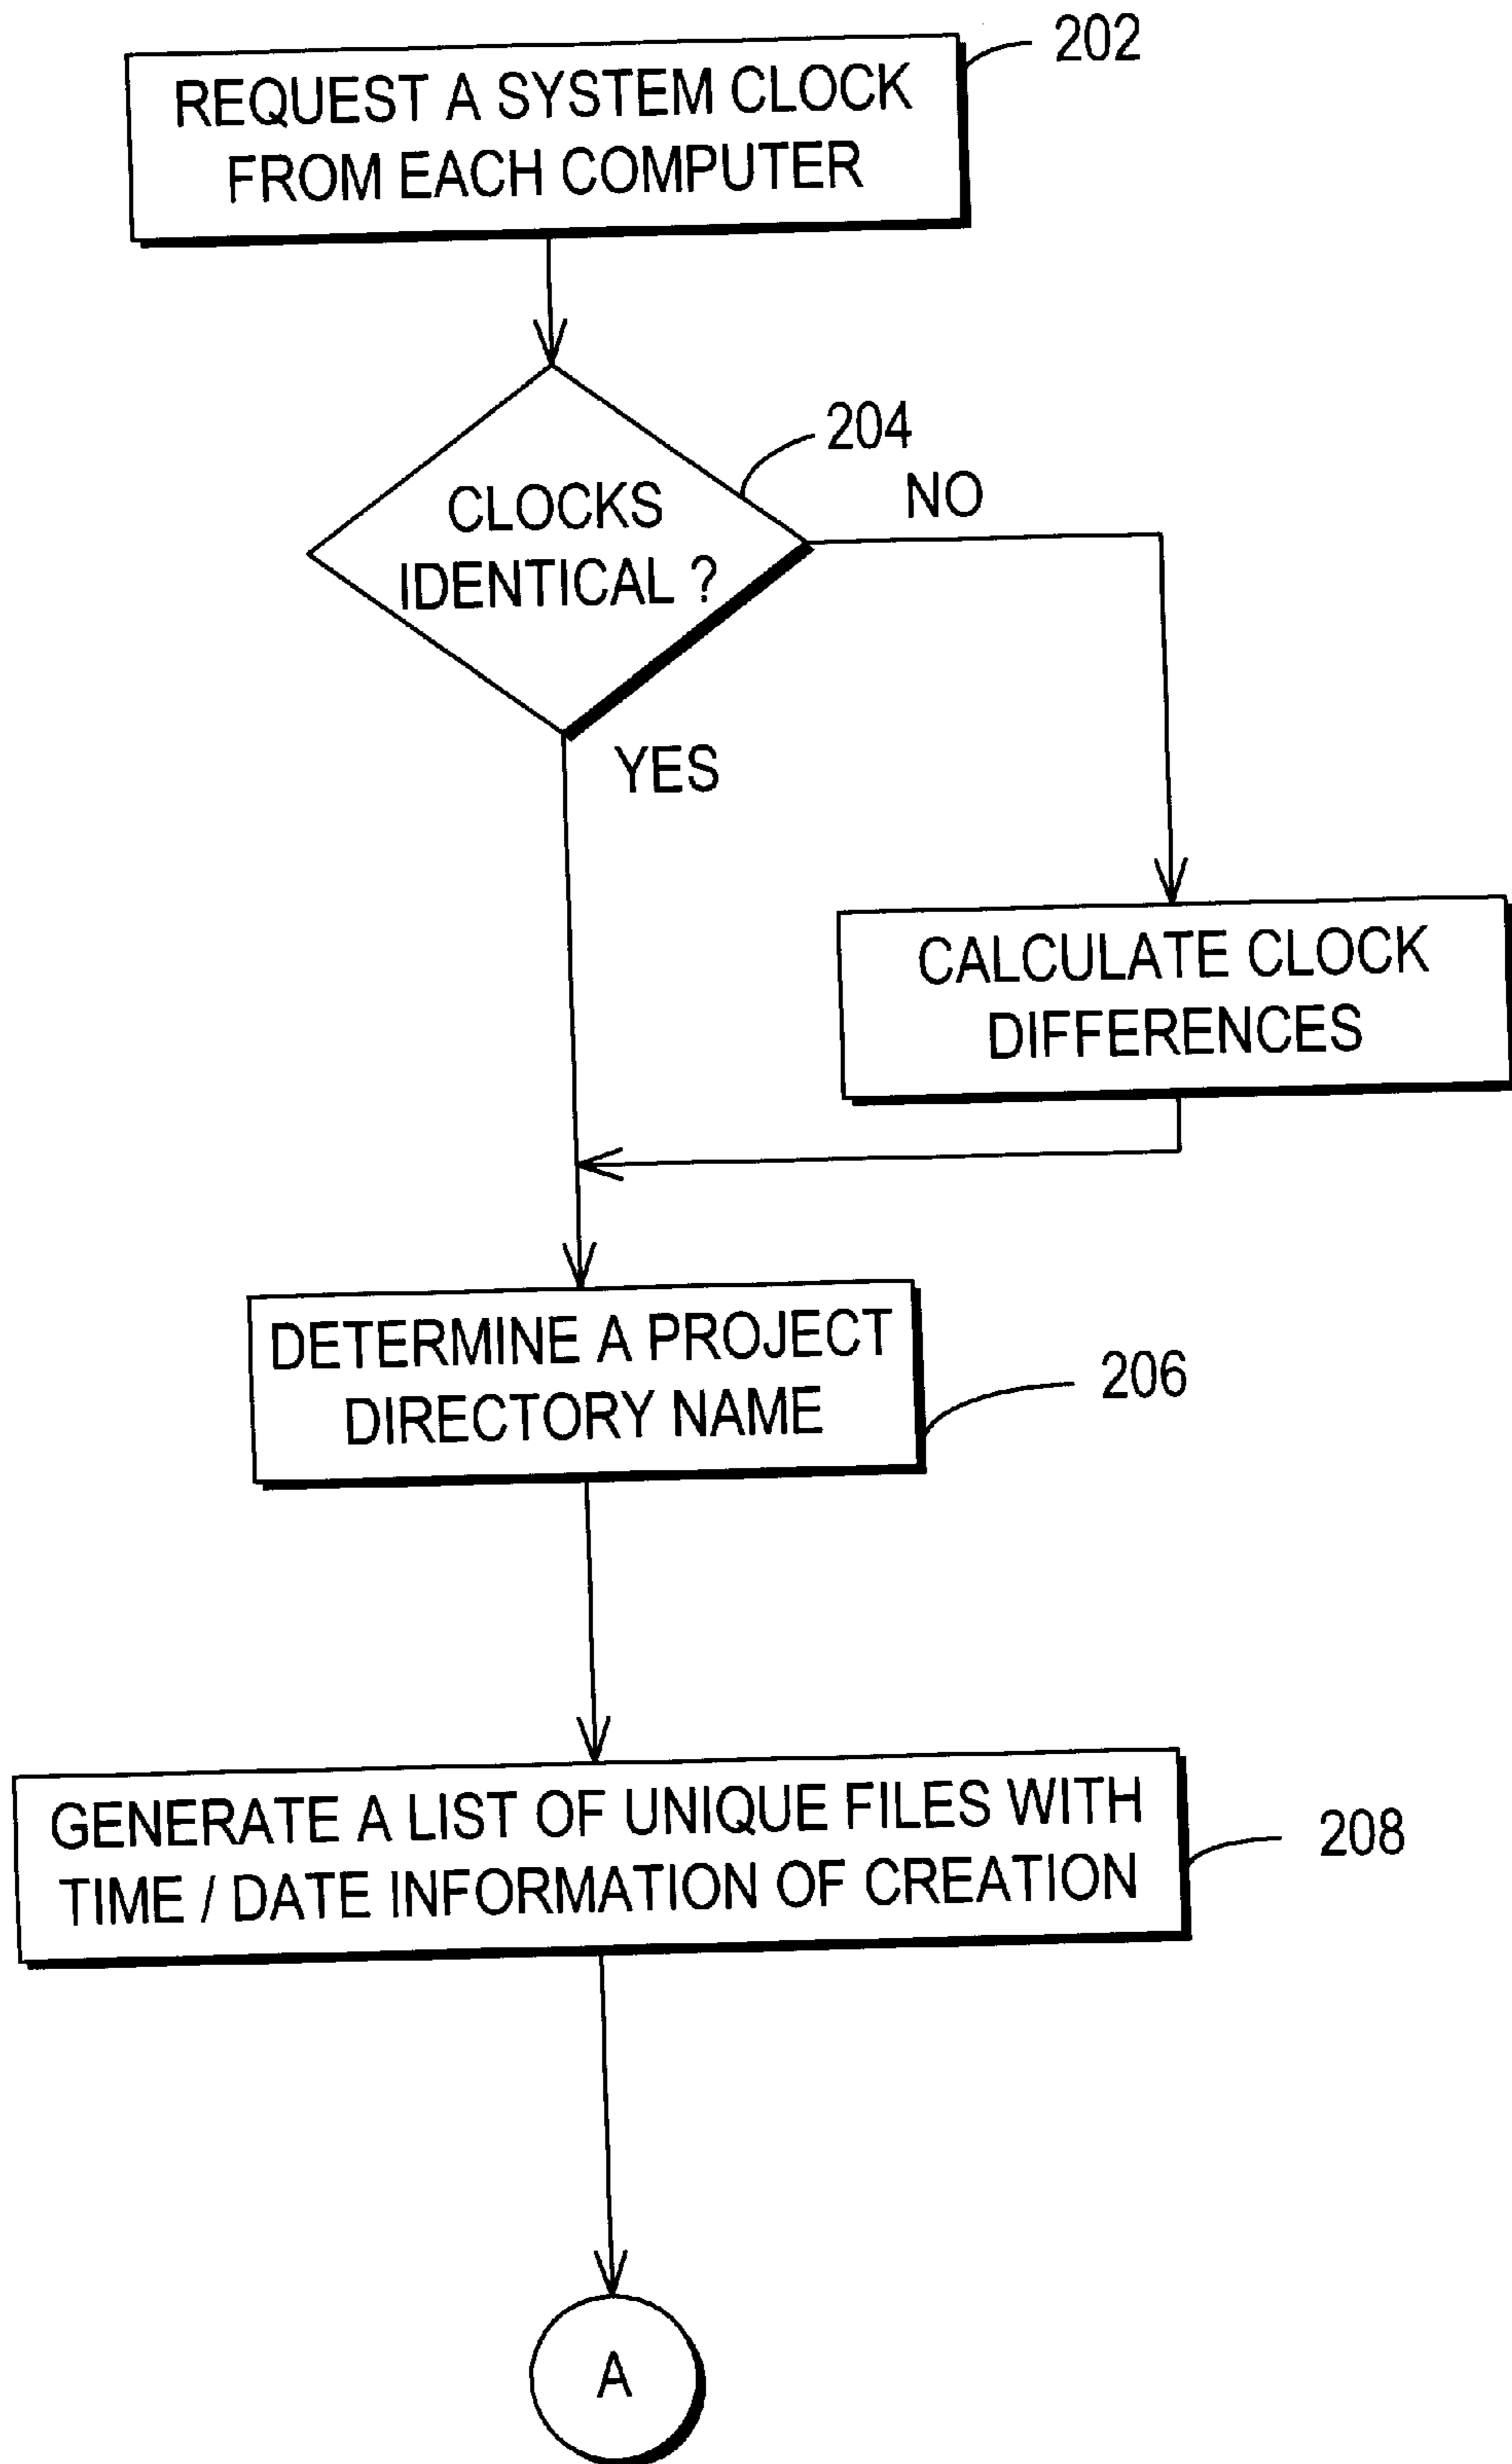 202
REQUEST A SYSTEM CLOCK
FROM EACH COMPUTER
204
NO
CLOCKS
IDENTICAL ?
YES
CALCULATE CLOCK
DIFFERENCES
DETERMINE A PROJECT
DIRECTORY NAME
206
GENERATE A LIST OF UNIQUE FILES WITH
TIME / DATE INFORMATION OF CREATION
208
A